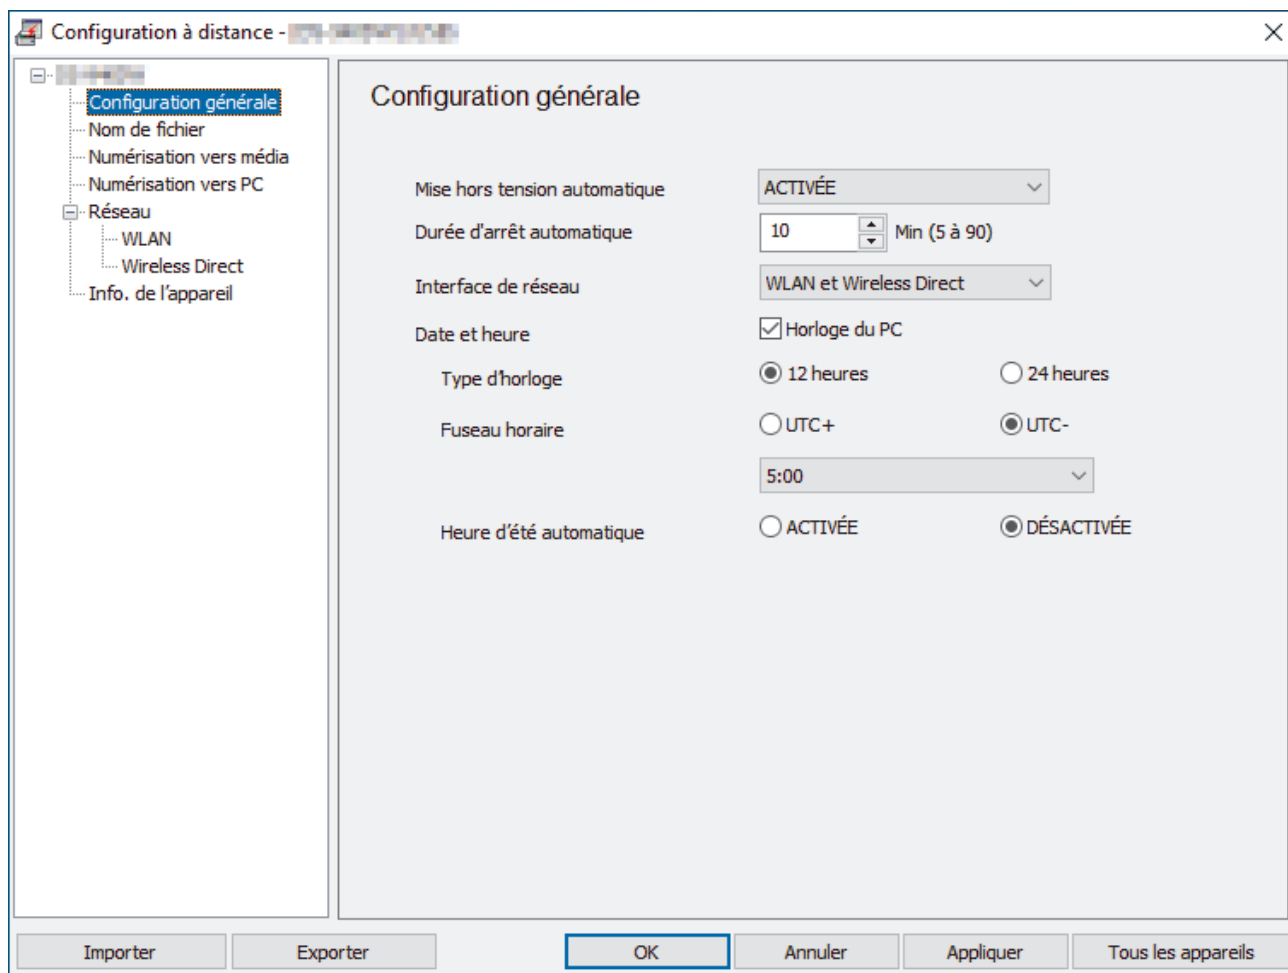 Configuration à distance -
Configuration générale
Nom de fichier
Numérisation vers média
Numérisation vers PC
Réseau
WLAN
Wireless Direct
Info. de l'appareil
Configuration générale
Mise hors tension automatique ACTIVÉE
Durée d'arrêt automatique 10 Min (5 à 90)
Interface de réseau WLAN et Wireless Direct
Date et heure Horloge du PC
Type d'horloge 12 heures 24 heures
Fuseau horaire UTC+ UTC-
5:00
Heure d'été automatique ACTIVÉE DÉSACTIVÉE
Importer Exporter OK Annuler Appliquer Tous les appareils